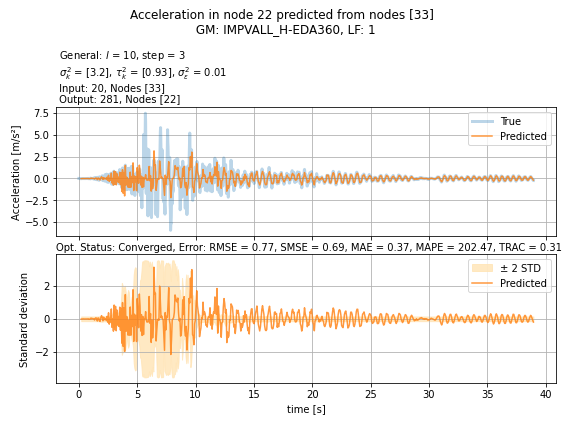 Acceleration in node 22 predicted from nodes [33]
GM: IMPVALL_H-EDA360, LF: 1
General: l = 10, step = 3
σ²ₖ = [3.2], τ²ₖ = [0.93], σ²ε = 0.01
Input: 20, Nodes [33]
Output: 281, Nodes [22]
Acceleration [m/s²]
7.5
5.0
2.5
0.0
−2.5
−5.0
True
Predicted
Opt. Status: Converged, Error: RMSE = 0.77, SMSE = 0.69, MAE = 0.37, MAPE = 202.47, TRAC = 0.31
Standard deviation
2
0
−2
± 2 STD
Predicted
0 5 10 15 20 25 30 35 40
time [s]